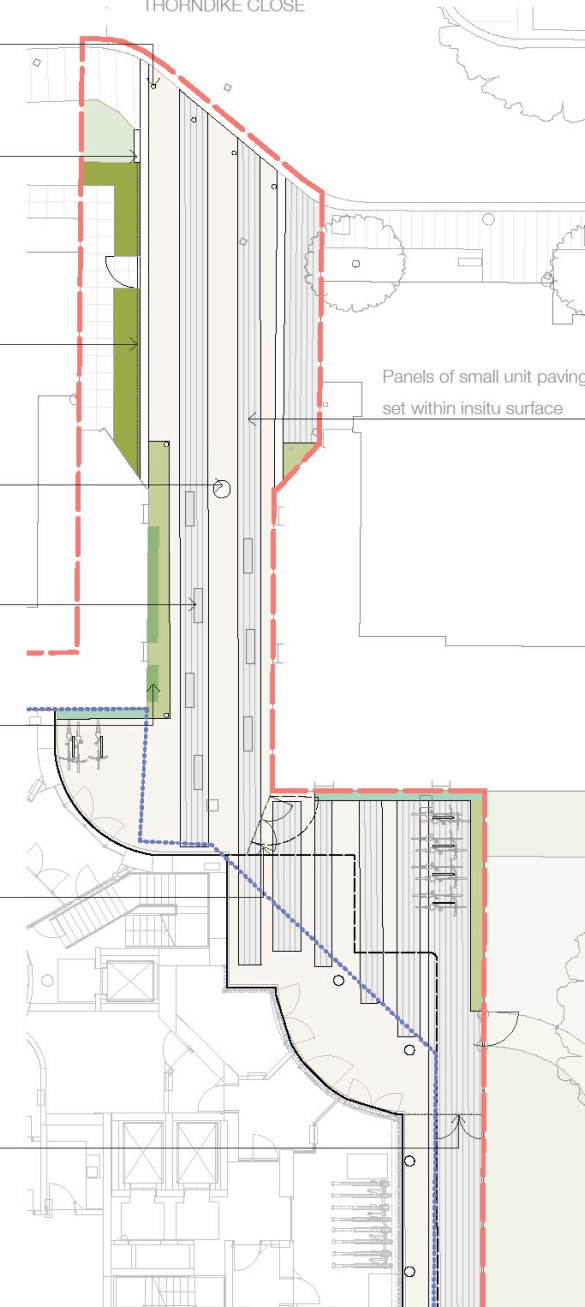 THORNDIKE CLOSE
Panels of small unit paving
set within insitu surface